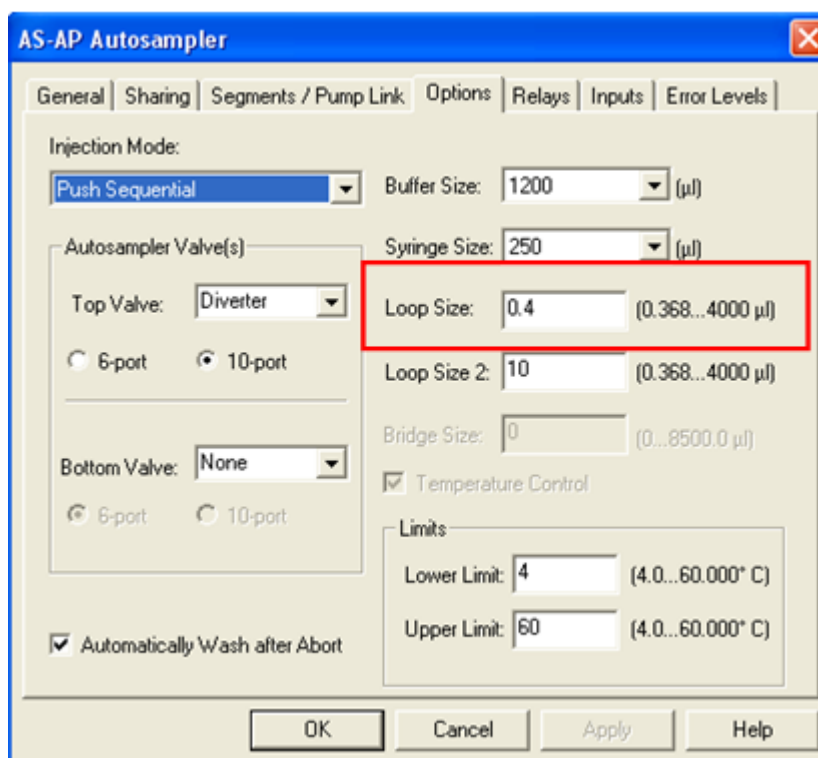 AS-AP Autosampler
General Sharing Segments / Pump Link Options Relays Inputs Error Levels
Injection Mode:
Push Sequential
Autosampler Valve(s)
Top Valve: Diverter
6-port 10-port
Bottom Valve: None
6-port 10-port
Automatically Wash after Abort
Buffer Size: 1200 (µl)
Syringe Size: 250 (µl)
Loop Size: 0.4 (0.368...4000 µl)
Loop Size 2: 10 (0.368...4000 µl)
Bridge Size: 0 (0...8500.0 µl)
Temperature Control
Limits
Lower Limit: 4 (4.0...60.000° C)
Upper Limit: 60 (4.0...60.000° C)
OK Cancel Apply Help